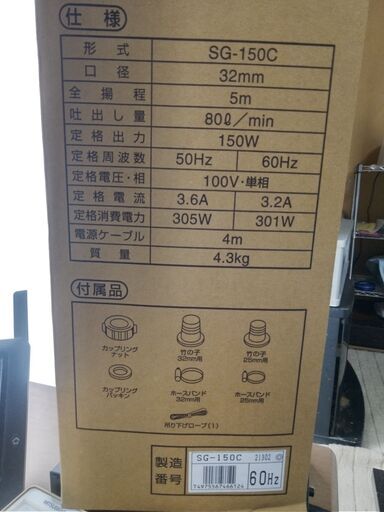 仕様
形式 SG-150C
口径 32mm
全揚程 5m
吐出し量 80ℓ/min
定格出力 150W
定格周波数 50Hz 60Hz
定格電圧・相 100V・単相
定格電流 3.6A 3.2A
定格消費電力 305W 301W
電源ケーブル 4m
質量 4.3kg
付属品
カップリング
ナット
竹の子
32mm用
竹の子
25mm用
カップリング
パッキン
ホースバンド
32mm用
ホースバンド
25mm用
吊り下げロープ(1)
製造
番号
SG-150C 21302
60Hz